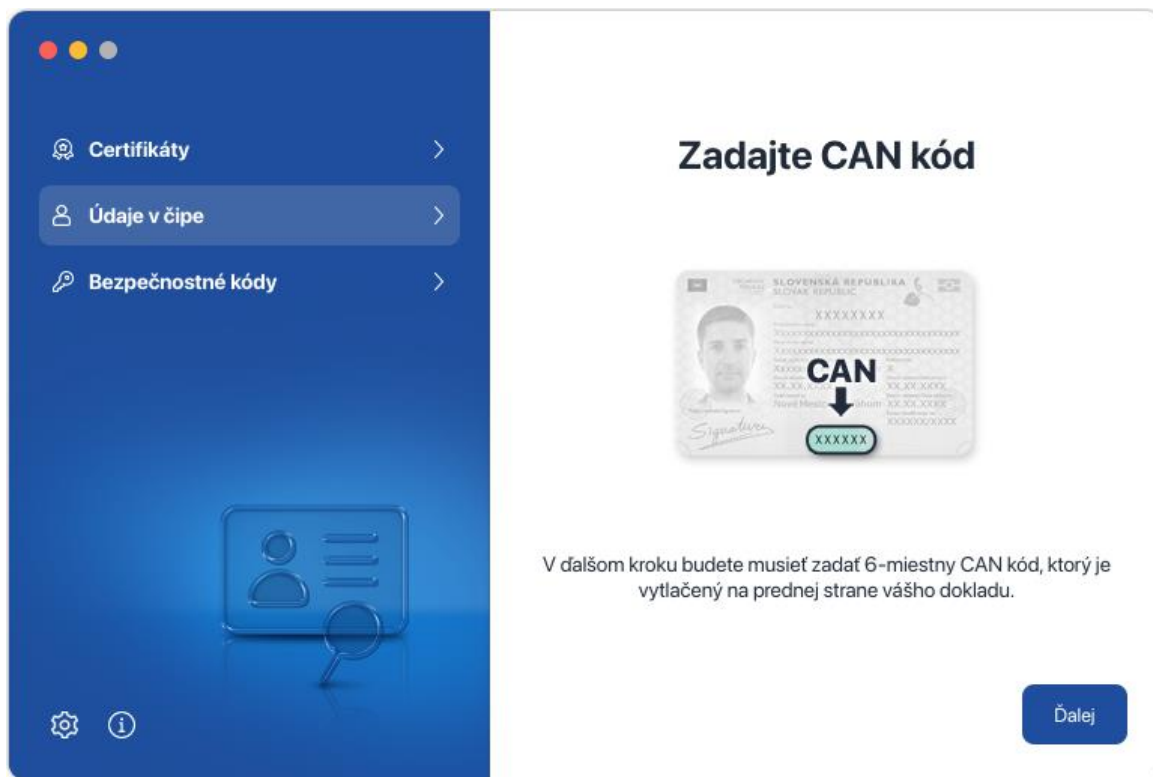 Certifikáty
Údaje v čipe
Bezpečnostné kódy
Zadajte CAN kód
SLOVENSKÁ REPUBLIKA
SLOVAK REPUBLIC
XXXXXXXX
CAN
Signature
XXXXXX
V ďalšom kroku budete musieť zadať 6-miestny CAN kód, ktorý je
vytlačený na prednej strane vášho dokladu.
Ďalej